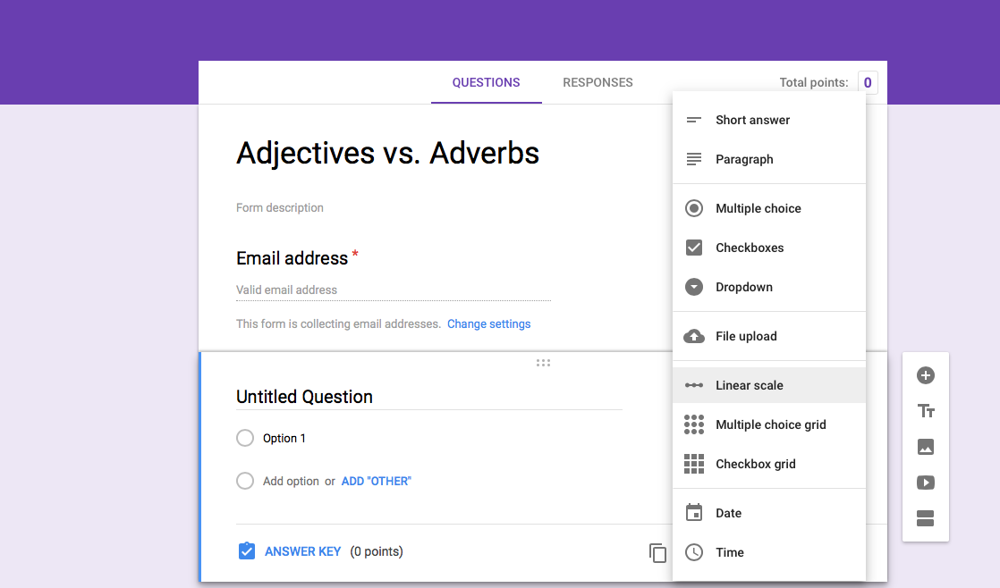 QUESTIONS RESPONSES Total points: 0
Adjectives vs. Adverbs
Form description
Email address *
Valid email address
This form is collecting email addresses. Change settings
Untitled Question
Option 1
Add option or ADD "OTHER"
ANSWER KEY (0 points)
Short answer
Paragraph
Multiple choice
Checkboxes
Dropdown
File upload
Linear scale
Multiple choice grid
Checkbox grid
Date
Time
Tт